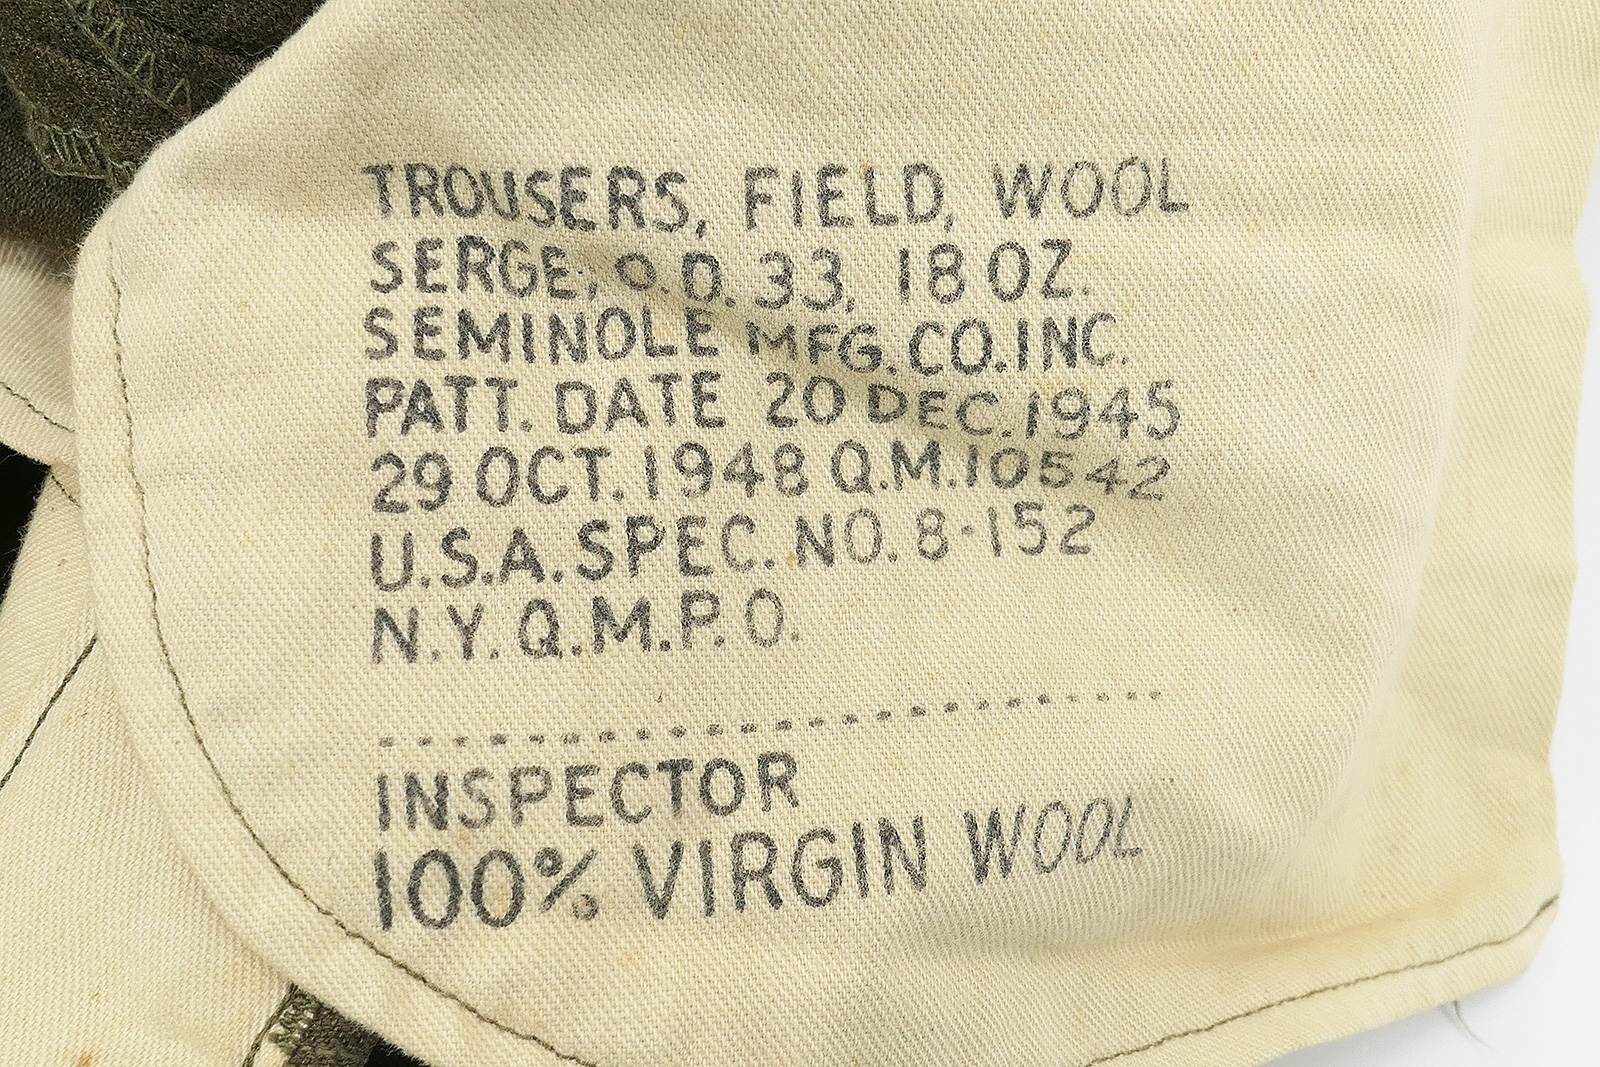 TROUSERS, FIELD, WOOL
SERGE, O.D. 33, 18 OZ.
SEMINOLE MFG. CO. INC.
PATT. DATE 20 DEC. 1945
29 OCT. 1948 Q.M. 10542
U.S.A. SPEC. NO. 8-152
N.Y. Q.M.P.O.
INSPECTOR
100% VIRGIN WOOL